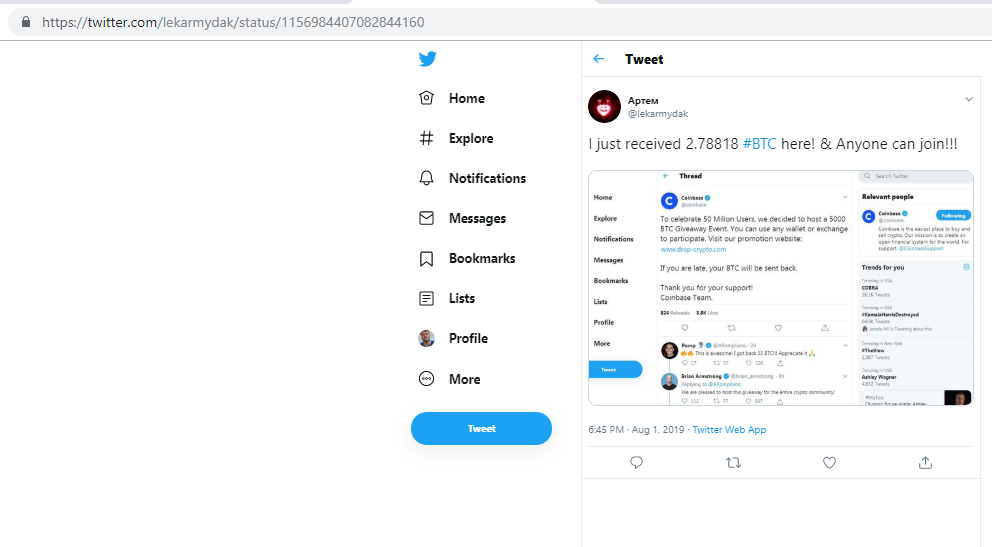 https://twitter.com/lekarmydak/status/1156984407082844160
Home
Explore
Notifications
Messages
Bookmarks
Lists
Profile
More
Tweet
Tweet
Артем
@lekarmydak
I just received 2.78818 #BTC here! & Anyone can join!!!
Thread
Home
Explore
Notifications
Messages
Bookmarks
Lists
Profile
More
Tweet
Coinbase
@coinbase
To celebrate 50 Million Users, we decided to host a 5000
BTC Giveaway Event. You can use any wallet or exchange
to participate. Visit our promotion website:
www.drop-crypto.com
If you are late, your BTC will be sent back.
Thank you for your support!
Coinbase Team.
824 Retweets 3.8K Likes
Pomp @APompliano · 3h
This is awesome! I got back 33 BTC!! Appreciate it
17 57 328
Brian Armstrong @brian_armstrong · 3h
Replying to @APompliano
We are pleased to host this giveaway for the entire crypto community!
112 77 597
Search Twitter
Relevant people
Coinbase
@coinbase
Following
Coinbase is the easiest place to buy and
sell crypto. Our mission is to create an
open financial system for the world. For
support: @CoinbaseSupport
Trends for you
Trending in USA
COBRA
26.1K Tweets
Trending in USA
#KamalaHarrisDestroyed
64.9K Tweets
Jemele Hill is Tweeting about this
Trending in New York
#TheView
2,387 Tweets
Trending in USA
Ashley Wagner
4,852 Tweets
#MeToo
Olympic figure skater Ashley
6:45 PM · Aug 1, 2019 · Twitter Web App